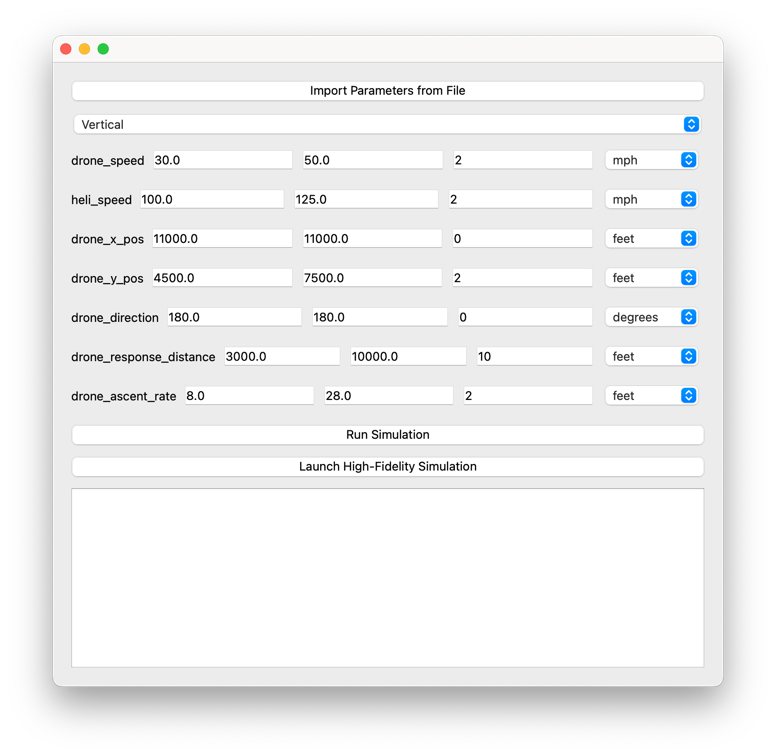 Import Parameters from File
Vertical
drone_speed 30.0 50.0 2 mph
heli_speed 100.0 125.0 2 mph
drone_x_pos 11000.0 11000.0 0 feet
drone_y_pos 4500.0 7500.0 2 feet
drone_direction 180.0 180.0 0 degrees
drone_response_distance 3000.0 10000.0 10 feet
drone_ascent_rate 8.0 28.0 2 feet
Run Simulation
Launch High-Fidelity Simulation